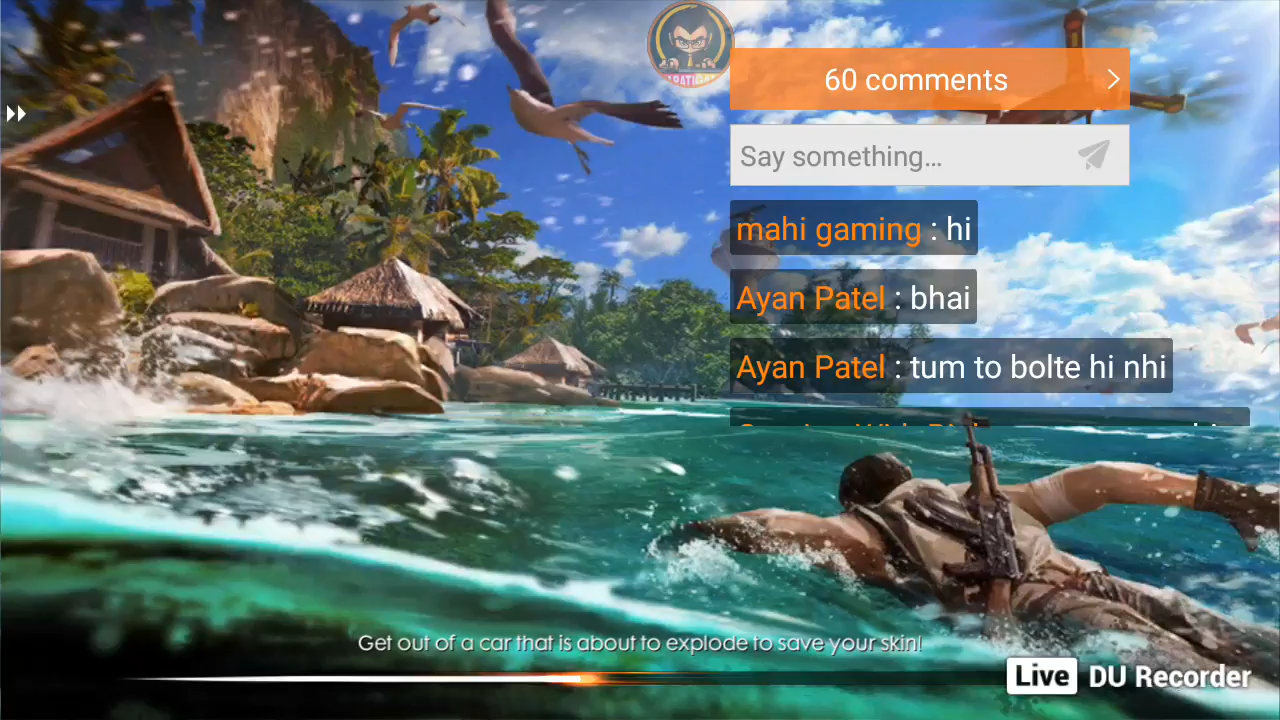 60 comments
Say something...
mahi gaming : hi
Ayan Patel : bhai
Ayan Patel : tum to bolte hi nhi
Get out of a car that is about to explode to save your skin!
Live DU Recorder